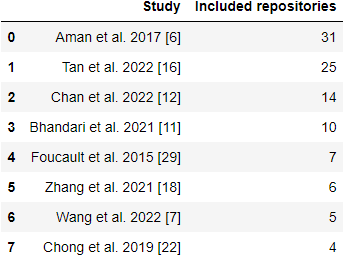 Study Included repositories
0 Aman et al. 2017 [6] 31
1 Tan et al. 2022 [16] 25
2 Chan et al. 2022 [12] 14
3 Bhandari et al. 2021 [11] 10
4 Foucault et al. 2015 [29] 7
5 Zhang et al. 2021 [18] 6
6 Wang et al. 2022 [7] 5
7 Chong et al. 2019 [22] 4